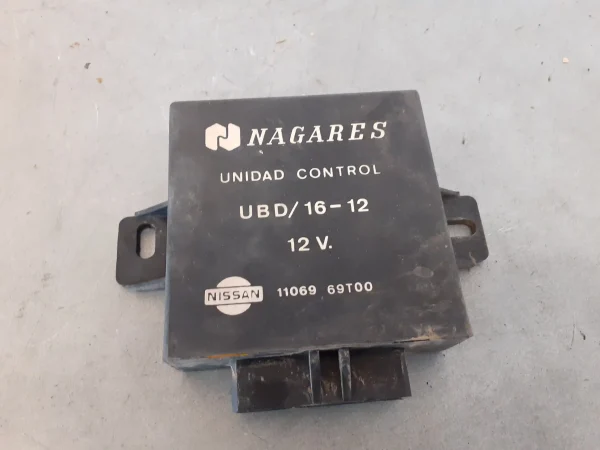 NAGARES
UNIDAD CONTROL
UBD/16-12
12 V.
NISSAN 11069 69T00